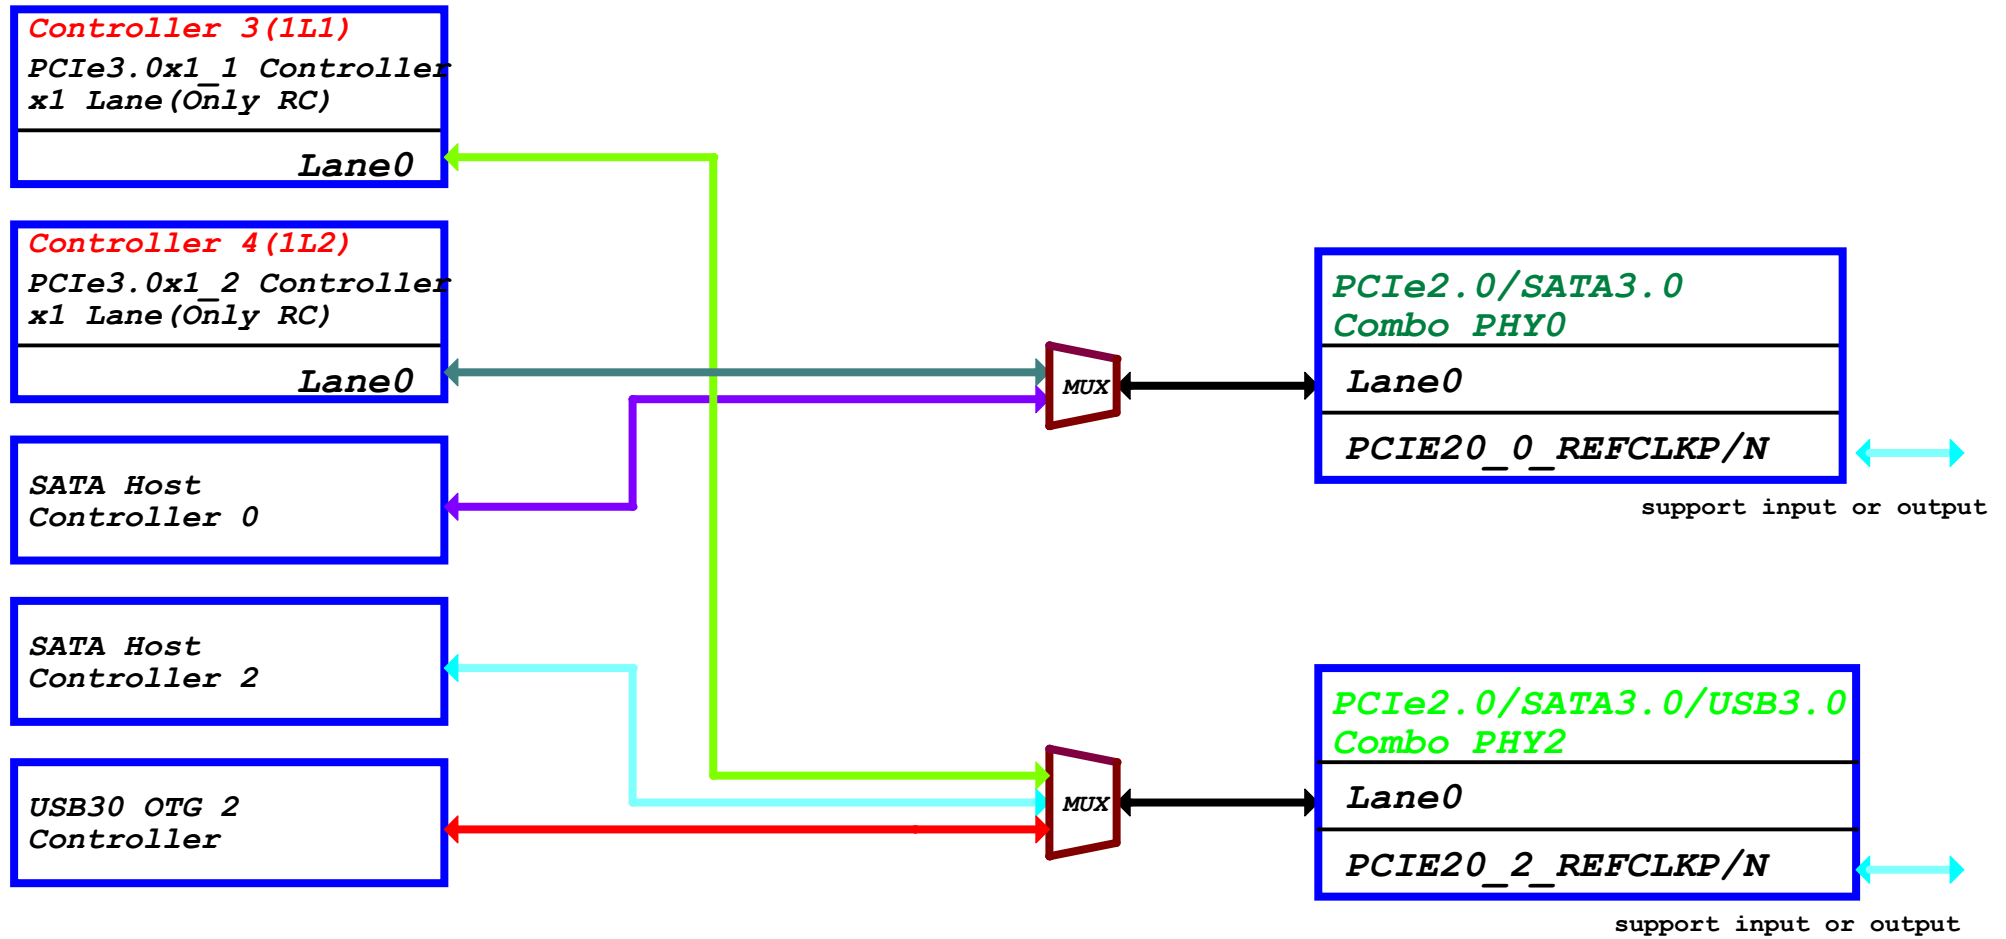 Controller 3(1L1)
PCIe3.0x1_1 Controller
x1 Lane(Only RC)
Lane0
Controller 4(1L2)
PCIe3.0x1_2 Controller
x1 Lane(Only RC)
Lane0
SATA Host
Controller 0
SATA Host
Controller 2
USB30 OTG 2
Controller
MUX
MUX
PCIe2.0/SATA3.0
Combo PHY0
Lane0
PCIE20_0_REFCLKP/N
support input or output
PCIe2.0/SATA3.0/USB3.0
Combo PHY2
Lane0
PCIE20_2_REFCLKP/N
support input or output